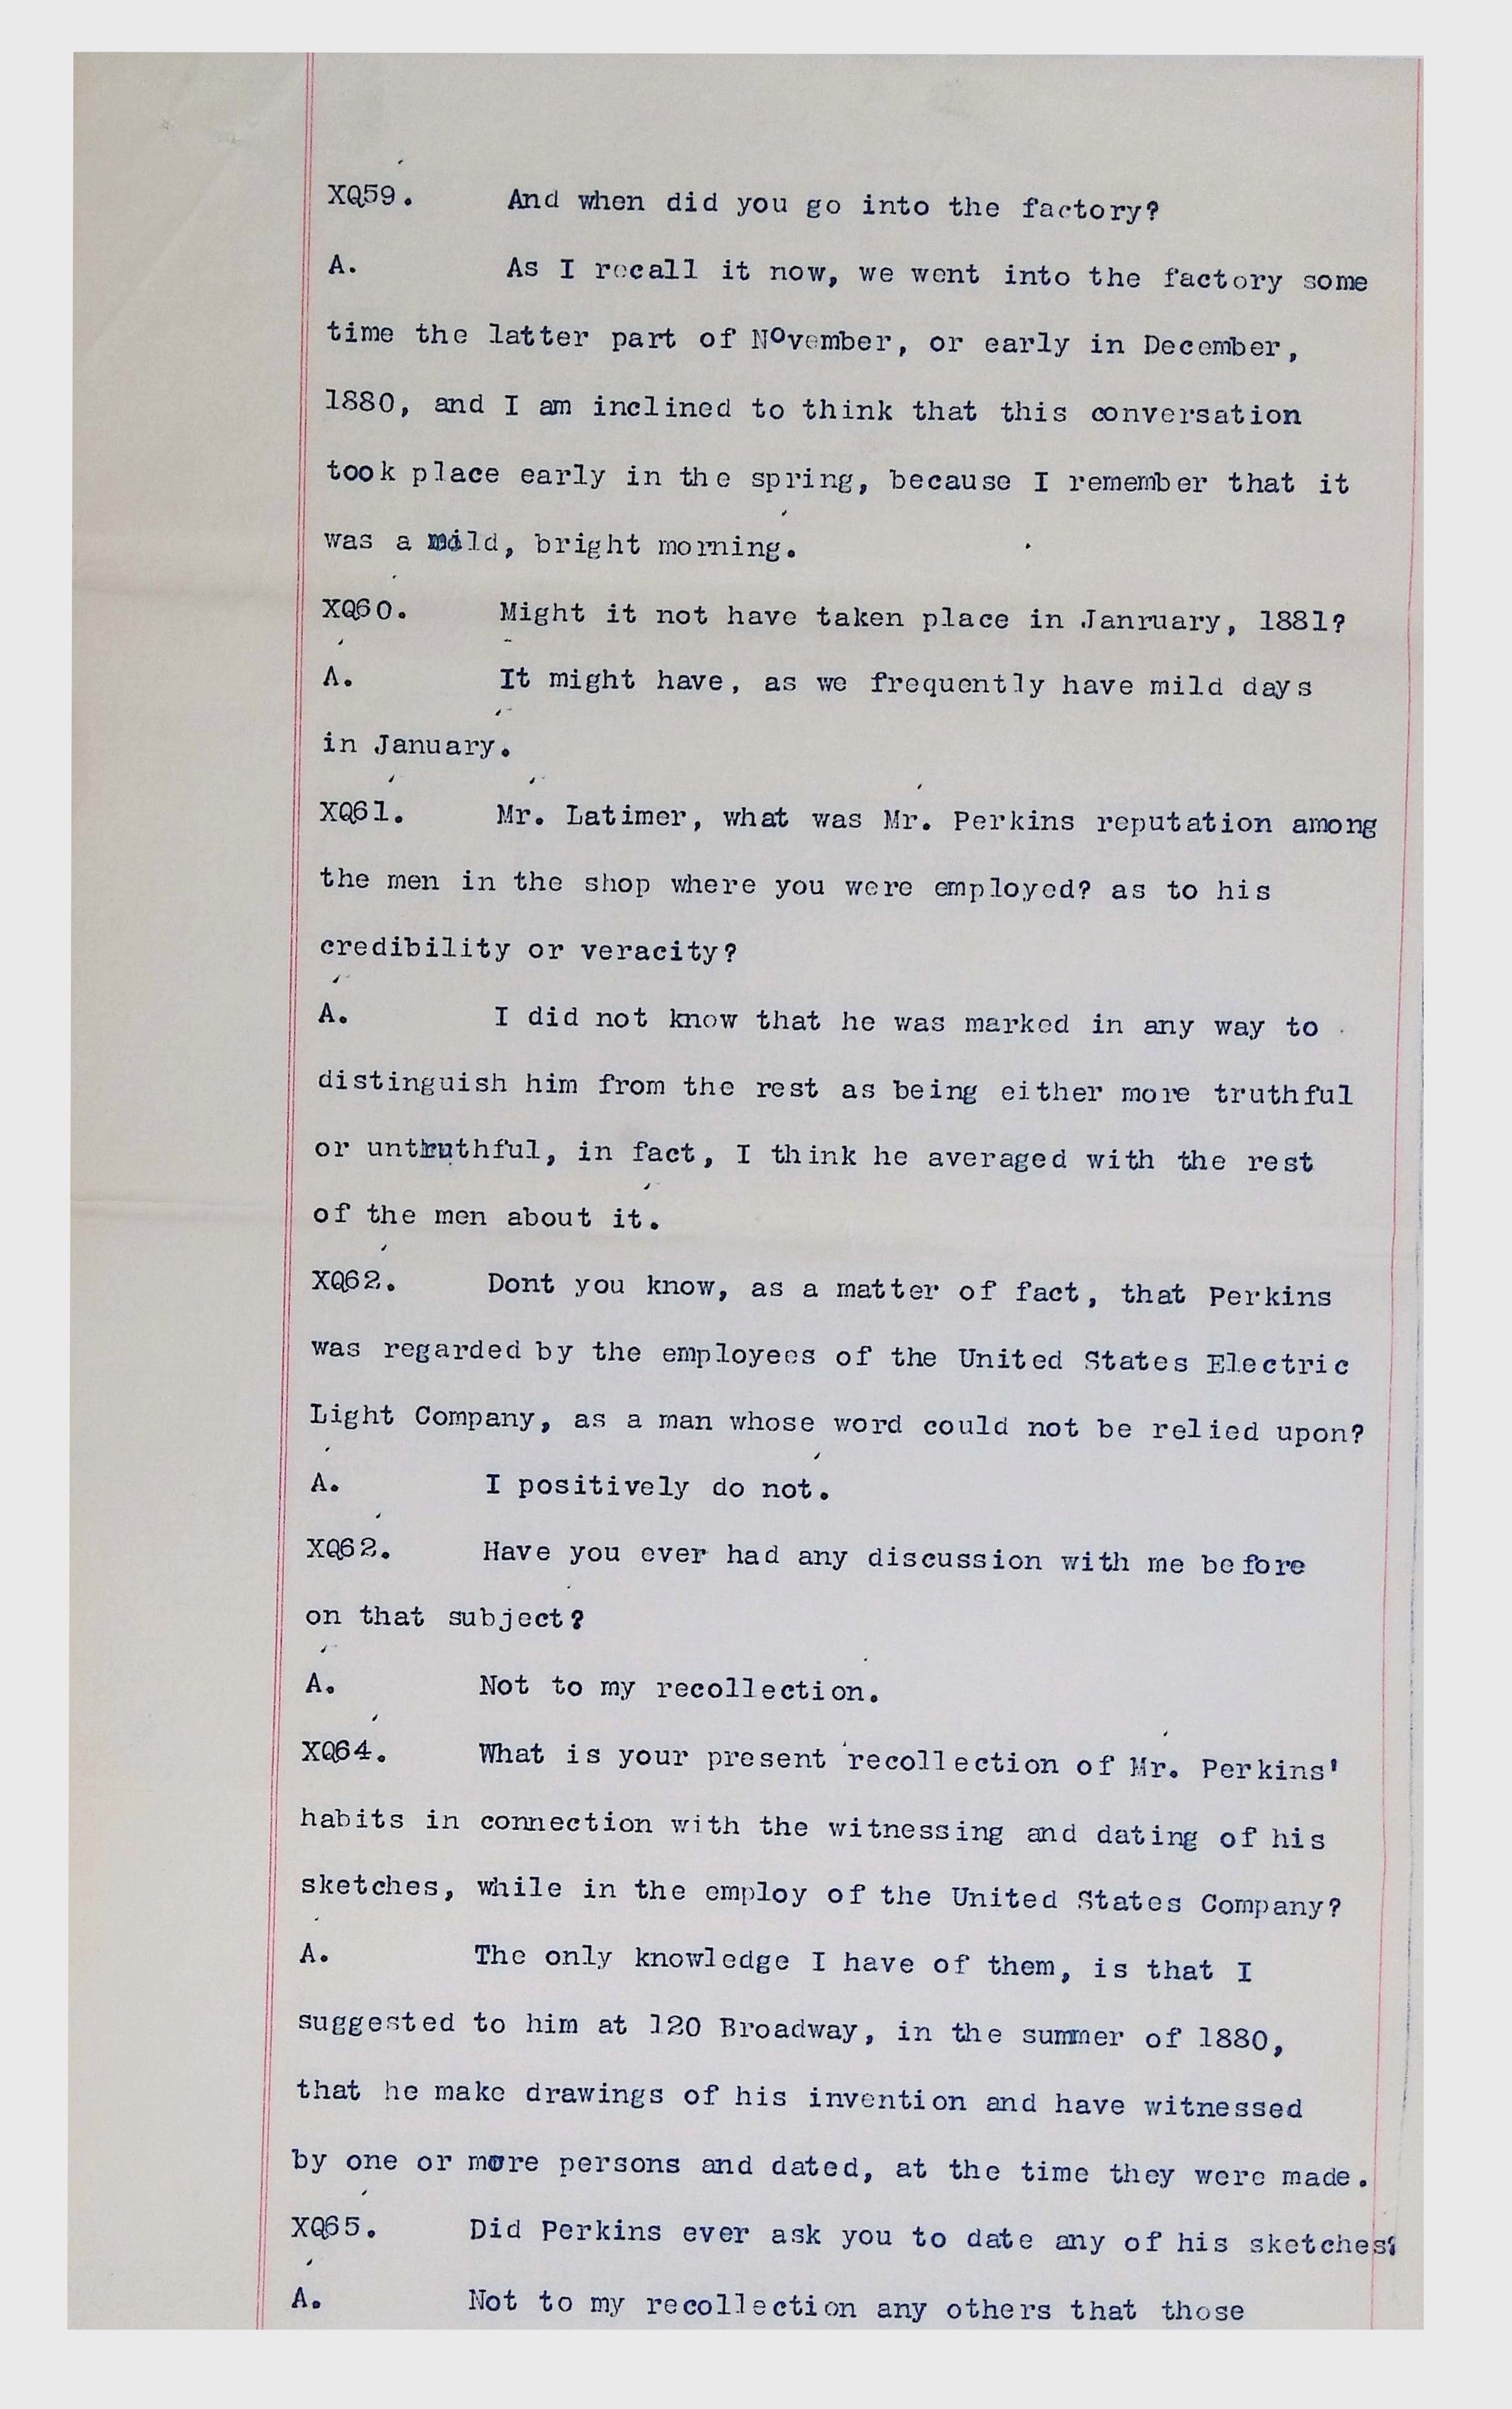 XQ59. And when did you go into the factory?
A. As I recall it now, we went into the factory some
time the latter part of November, or early in December,
1880, and I am inclined to think that this conversation
took place early in the spring, because I remember that it
was a mild, bright morning.
XQ60. Might it not have taken place in Janruary, 1881?
A. It might have, as we frequently have mild days
in January.
XQ61. Mr. Latimer, what was Mr. Perkins reputation among
the men in the shop where you were employed? as to his
credibility or veracity?
A. I did not know that he was marked in any way to
distinguish him from the rest as being either more truthful
or untruthful, in fact, I think he averaged with the rest
of the men about it.
XQ62. Dont you know, as a matter of fact, that Perkins
was regarded by the employees of the United States Electric
Light Company, as a man whose word could not be relied upon?
A. I positively do not.
XQ62. Have you ever had any discussion with me before
on that subject?
A. Not to my recollection.
XQ64. What is your present recollection of Mr. Perkins'
habits in connection with the witnessing and dating of his
sketches, while in the employ of the United States Company?
A. The only knowledge I have of them, is that I
suggested to him at 120 Broadway, in the summer of 1880,
that he make drawings of his invention and have witnessed
by one or more persons and dated, at the time they were made.
XQ65. Did Perkins ever ask you to date any of his sketches?
A. Not to my recollection any others that those